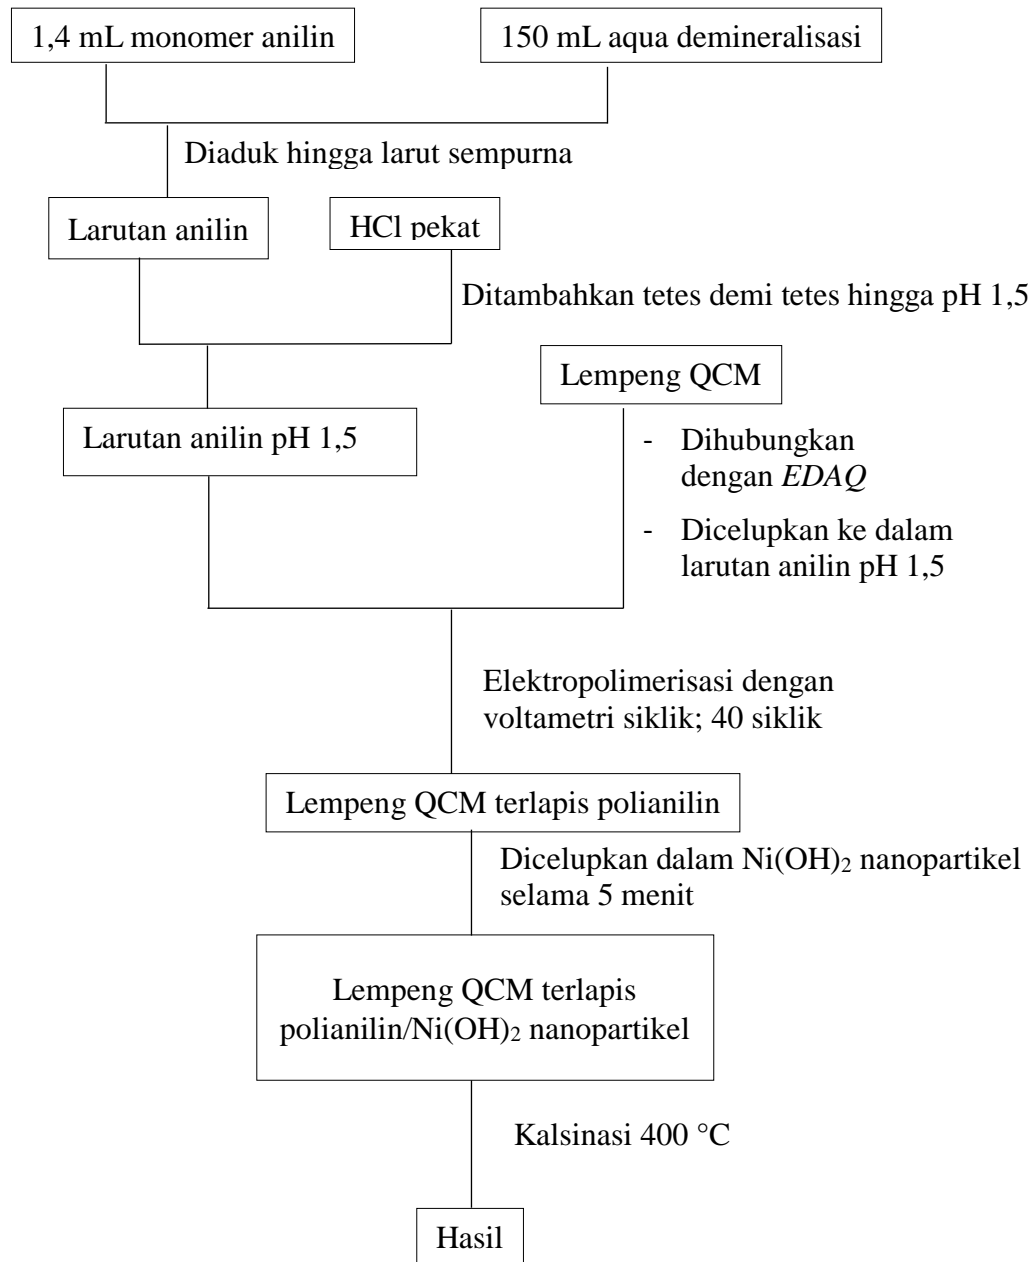 1,4 mL monomer anilin
150 mL aqua demineralisasi
Diaduk hingga larut sempurna
Larutan anilin
HCl pekat
Ditambahkan tetes demi tetes hingga pH 1,5
Lempeng QCM
Larutan anilin pH 1,5
- Dihubungkan
dengan EDAQ
- Dicelupkan ke dalam
larutan anilin pH 1,5
Elektropolimerisasi dengan
voltametri siklik; 40 siklik
Lempeng QCM terlapis polianilin
Dicelupkan dalam Ni(OH)₂ nanopartikel
selama 5 menit
Lempeng QCM terlapis
polianilin/Ni(OH)₂ nanopartikel
Kalsinasi 400 °C
Hasil